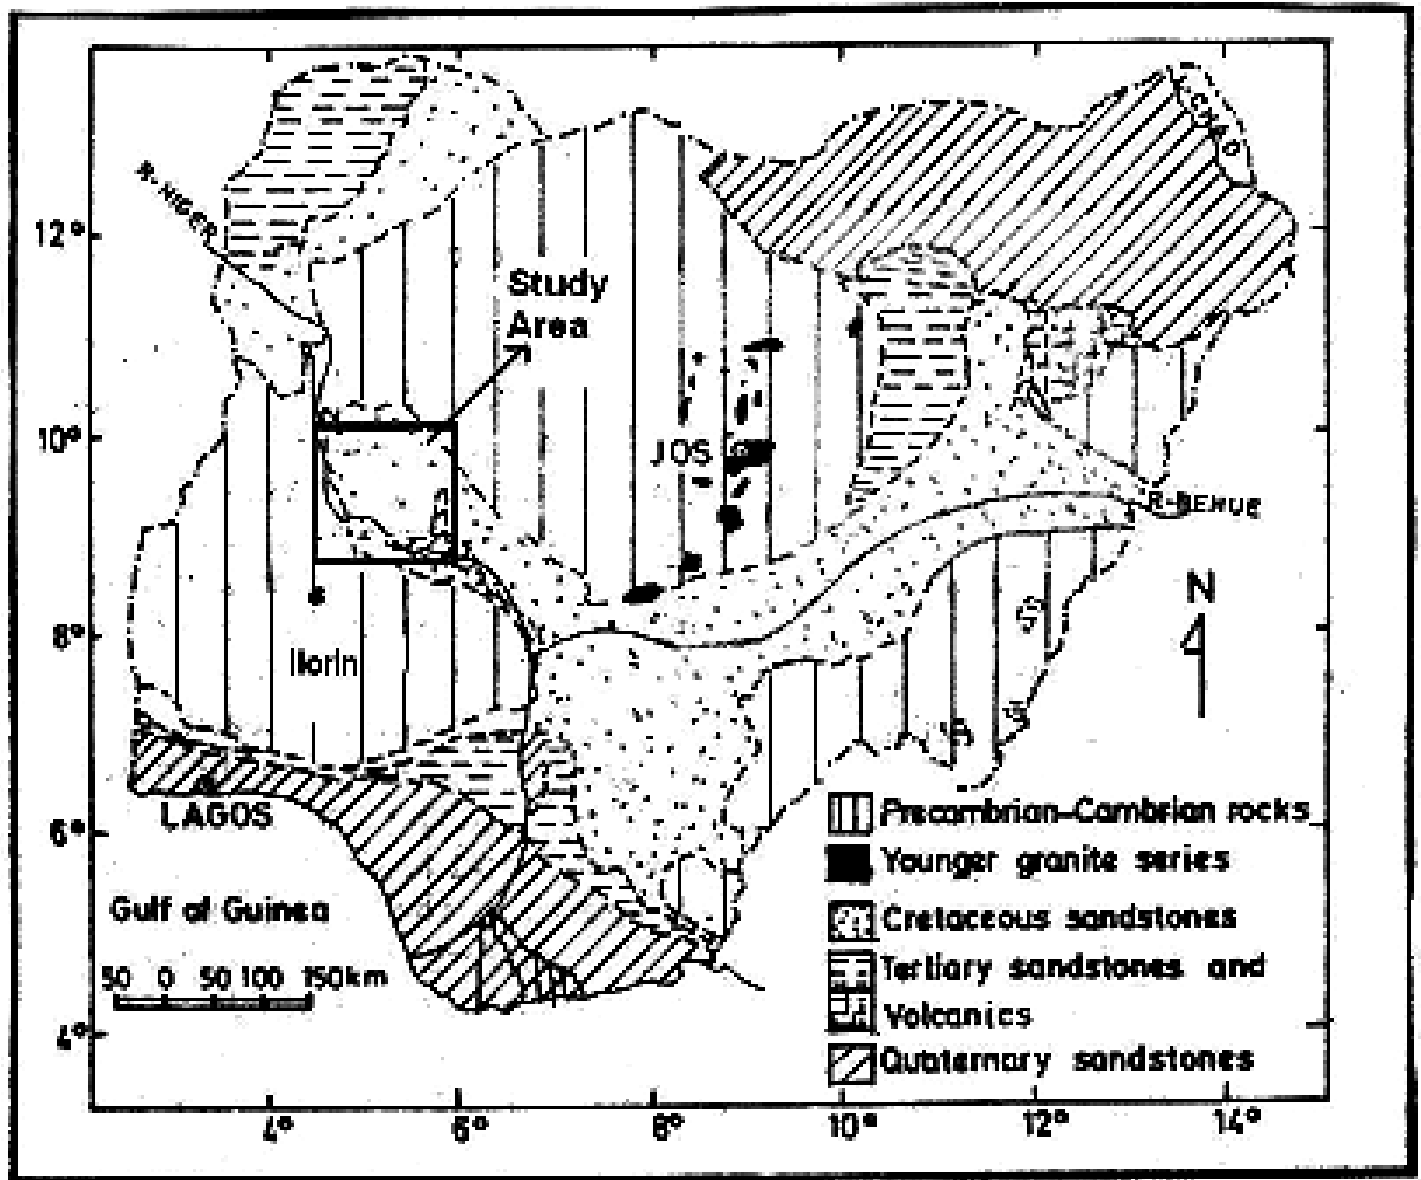 CHAD
R-NIGER
12°
Study
Area
10°
JOS
R-BENUE
N
8°
Ilorin
LAGOS
6°
Precambrian-Cambrian rocks
Younger granite series
Gulf of Guinea
Cretaceous sandstones
50 0 50 100 150km
Tertiary sandstones and
Volcanics
4°
Quaternary sandstones
4° 6° 8° 10° 12° 14°